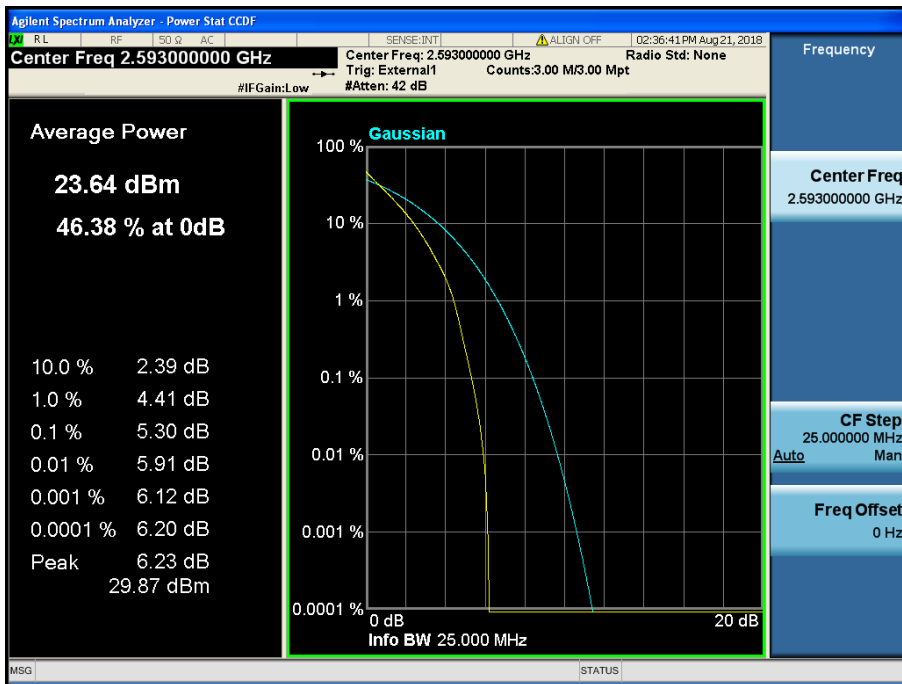 Agilent Spectrum Analyzer - Power Stat CCDF
LXI RL RF 50 Ω AC SENSE:INT ALIGN OFF 02:36:41 PM Aug 21, 2018
Center Freq 2.593000000 GHz
Center Freq: 2.593000000 GHz Radio Std: None
Trig: External1 Counts:3.00 M/3.00 Mpt
#IFGain:Low #Atten: 42 dB
Frequency
Average Power
23.64 dBm
46.38 % at 0dB
10.0 % 2.39 dB
1.0 % 4.41 dB
0.1 % 5.30 dB
0.01 % 5.91 dB
0.001 % 6.12 dB
0.0001 % 6.20 dB
Peak 6.23 dB
29.87 dBm
Gaussian
100 %
10 %
1 %
0.1 %
0.01 %
0.001 %
0.0001 %
0 dB 20 dB
Info BW 25.000 MHz
Center Freq
2.593000000 GHz
CF Step
25.000000 MHz
Auto Man
Freq Offset
0 Hz
MSG STATUS